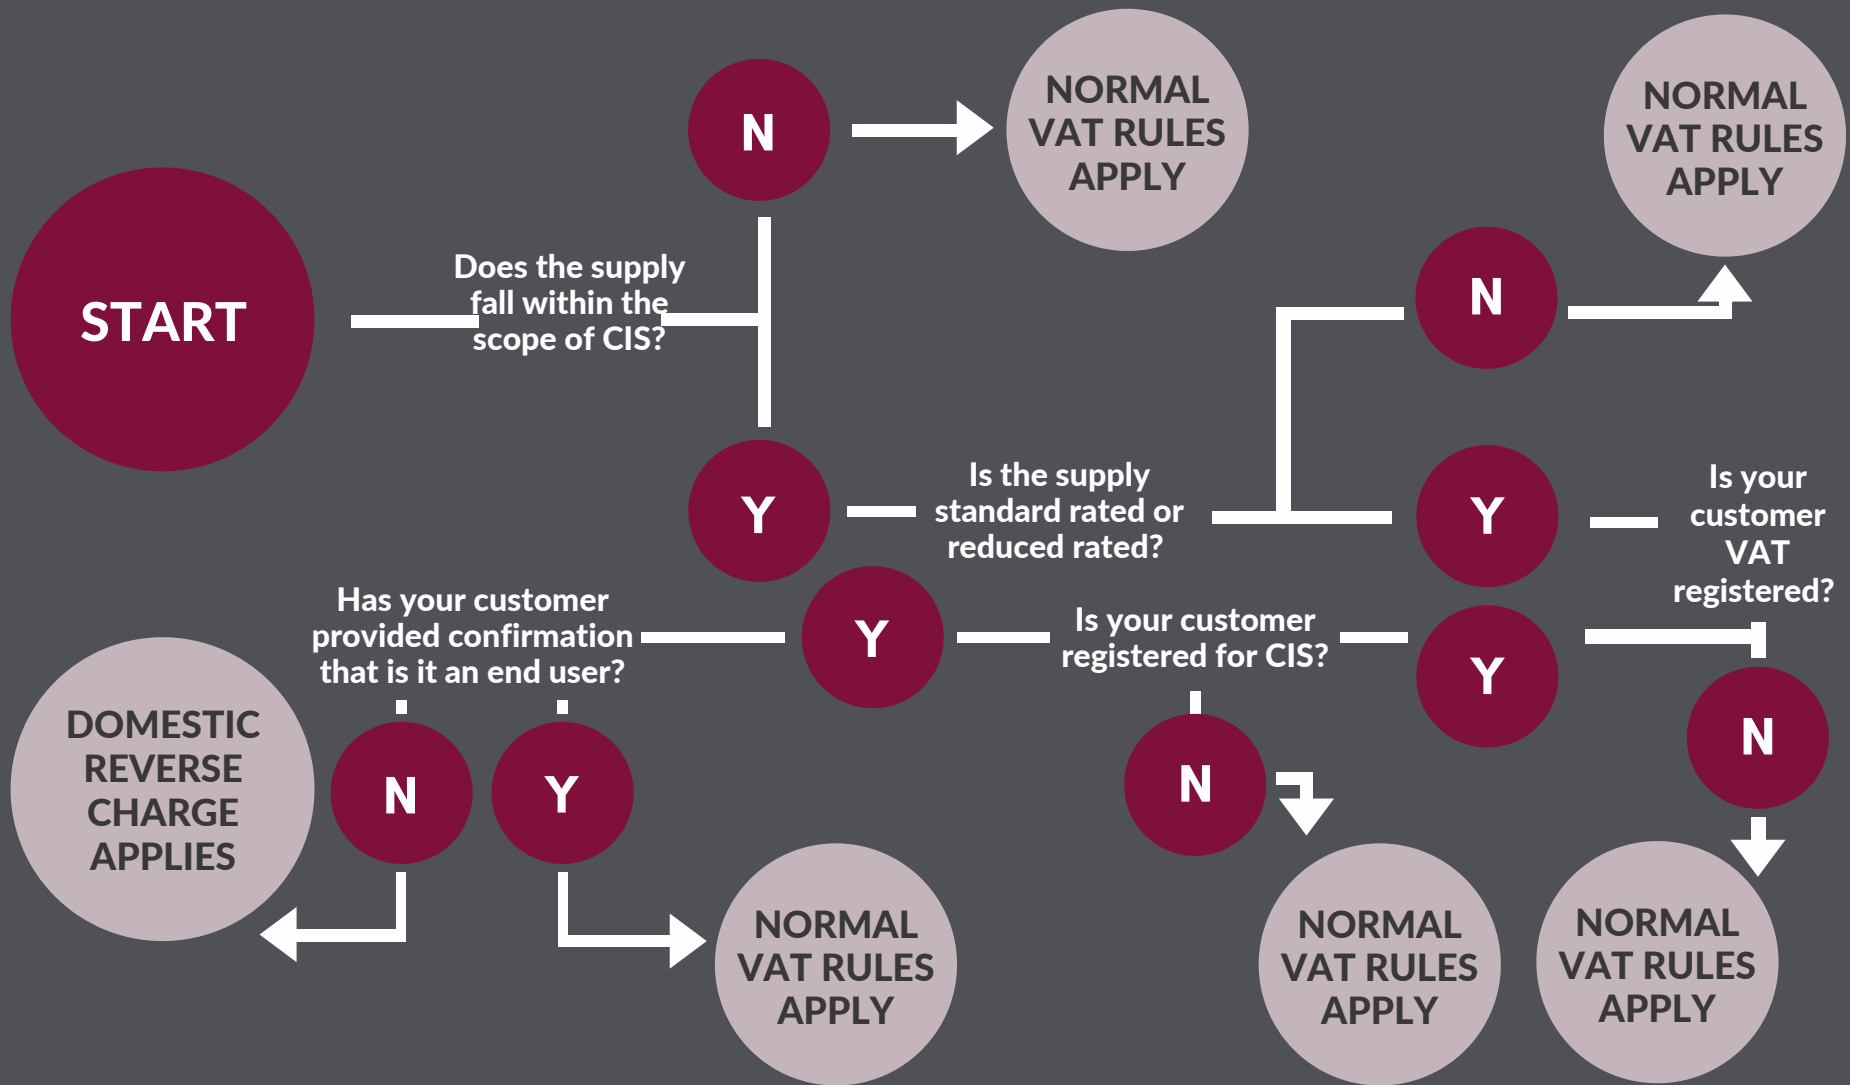 START
Does the supply
fall within the
scope of CIS?
N
NORMAL
VAT RULES
APPLY
Y
Is the supply
standard rated or
reduced rated?
N
NORMAL
VAT RULES
APPLY
Y
Is your
customer
VAT
registered?
N
NORMAL
VAT RULES
APPLY
Y
Is your customer
registered for CIS?
N
NORMAL
VAT RULES
APPLY
Y
Has your customer
provided confirmation
that is it an end user?
N
DOMESTIC
REVERSE
CHARGE
APPLIES
Y
NORMAL
VAT RULES
APPLY